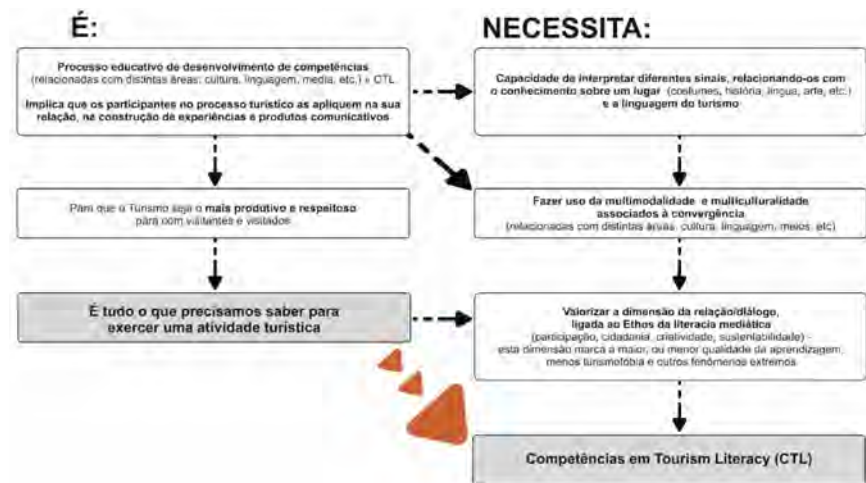 É:
Processo educativo de desenvolvimento de competências
(relacionadas com distintas áreas: cultura, linguagem, media, etc.) + CTL
Implica que os participantes no processo turístico as apliquem na sua
relação, na construção de experiências e produtos comunicativos
Para que o Turismo seja o mais produtivo e respeitoso
para com visitantes e visitados
É tudo o que precisamos saber para
exercer uma atividade turística
NECESSITA:
Capacidade de interpretar diferentes sinais, relacionando-os com
o conhecimento sobre um lugar (costumes, história, língua, arte, etc.)
e a linguagem do turismo
Fazer uso da multimodalidade e multiculturalidade
associados à convergência
(relacionadas com distintas áreas, cultura, linguagem, meios, etc)
Valorizar a dimensão da relação/diálogo,
ligada ao Ethos da literacia mediática
(participação, cidadania, criatividade, sustentabilidade) -
esta dimensão marca a maior, ou menor qualidade da aprendizagem,
menos turismofóbia e outros fenómenos extremos
Competências em Tourism Literacy (CTL)